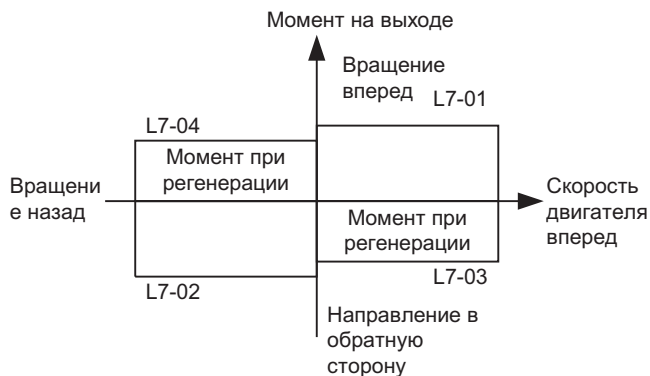 Момент на выходе
Вращение
вперед
L7-01
L7-04
Момент при
регенерации
Вращени
е назад
Скорость
двигателя
вперед
Момент при
регенерации
L7-02
L7-03
Направление в
обратную
сторону